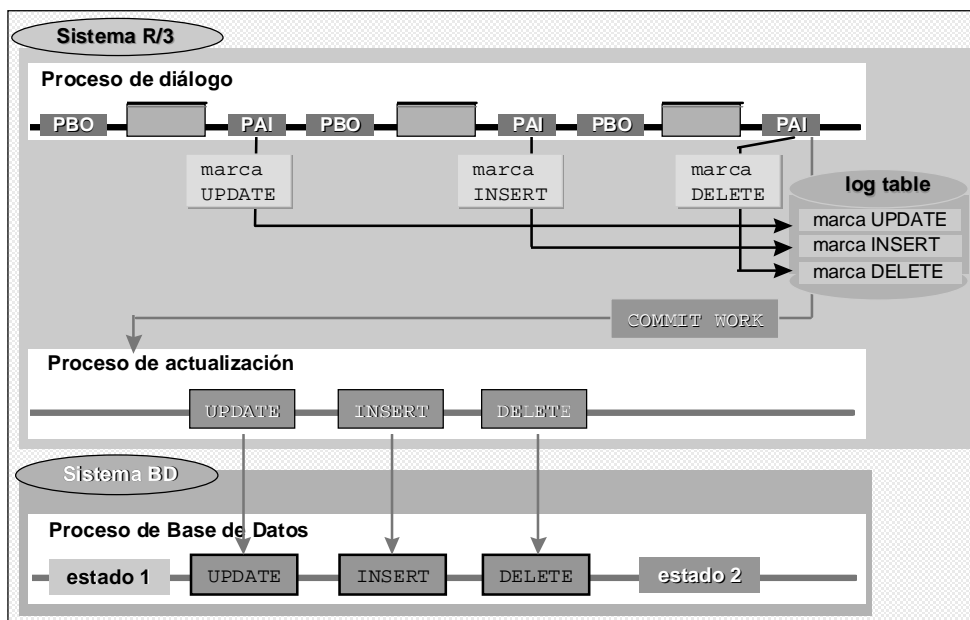 Sistema R/3
Proceso de diálogo
PBO
PAI
PBO
PAI
PBO
PAI
marca
UPDATE
marca
INSERT
marca
DELETE
log table
marca UPDATE
marca INSERT
marca DELETE
COMMIT WORK
Proceso de actualización
UPDATE
INSERT
DELETE
Sistema BD
Proceso de Base de Datos
estado 1
UPDATE
INSERT
DELETE
estado 2